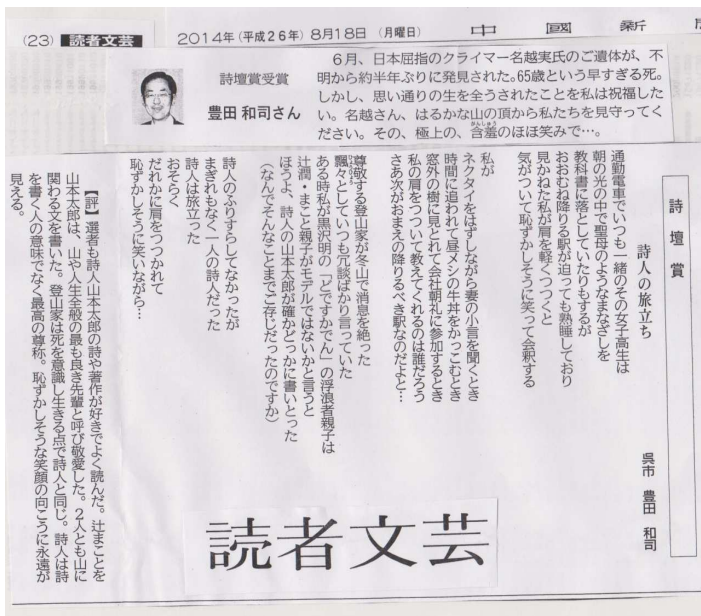 (23) 読者文芸
2014年(平成26年)8月18日(月曜日)
中國新
詩壇賞受賞
豊田 和司さん
6月、日本屈指のクライマー名越実氏のご遺体が、不
明から約半年ぶりに発見された。65歳という早すぎる死。
しかし、思い通りの生を全うされたことを私は祝福した
い。名越さん、はるかな山の頂から私たちを見守ってく
ださい。その、極上の、含羞のほほ笑みで…。
がんしゅう
詩壇賞
詩人の旅立ち
呉市 豊田 和司
通勤電車でいつも一緒のその女子高生は
朝の光の中で聖母のようなまなざしを
教科書に落としていたりもするが
おおむね降りる駅が迫っても熟睡しており
見かねた私が肩を軽くつつくと
気がついて恥ずかしそうに笑って会釈する
私が
ネクタイをはずしながら妻の小言を聞くとき
時間に追われて昼メシの牛丼をかっこむとき
窓外の樹に見とれて会社朝礼に参加するとき
私の肩をつついて教えてくれるのは誰だろう
さあ次がおまえの降りるべき駅なのだよと…
尊敬する登山家が冬山で消息を絶った
飄々としていつも冗談ばかり言っていた
ある時私が黒沢明の「どですかでん」の浮浪者親子は
辻潤・まこと親子がモデルではないかと言うと
ほうよ、詩人の山本太郎が確かどっかに書いとった
(なんでそんなことまでご存じだったのですか)
詩人のふりすらしてなかったが
まぎれもなく一人の詩人だった
詩人は旅立った
おそらく
だれかに肩をつつかれて
恥ずかしそうに笑いながら…
【評】選者も詩人山本太郎の詩や著作が好きでよく読んだ。辻まことを
山本太郎は、山や人生全般の最も良き先輩と呼び敬愛した。2人とも山に
関わる文を書いた。登山家は死を意識し生きる点で詩人と同じ。詩人は詩
を書く人の意味でなく最高の尊称。恥ずかしそうな笑顔の向こうに永遠が
見える。
読者文芸